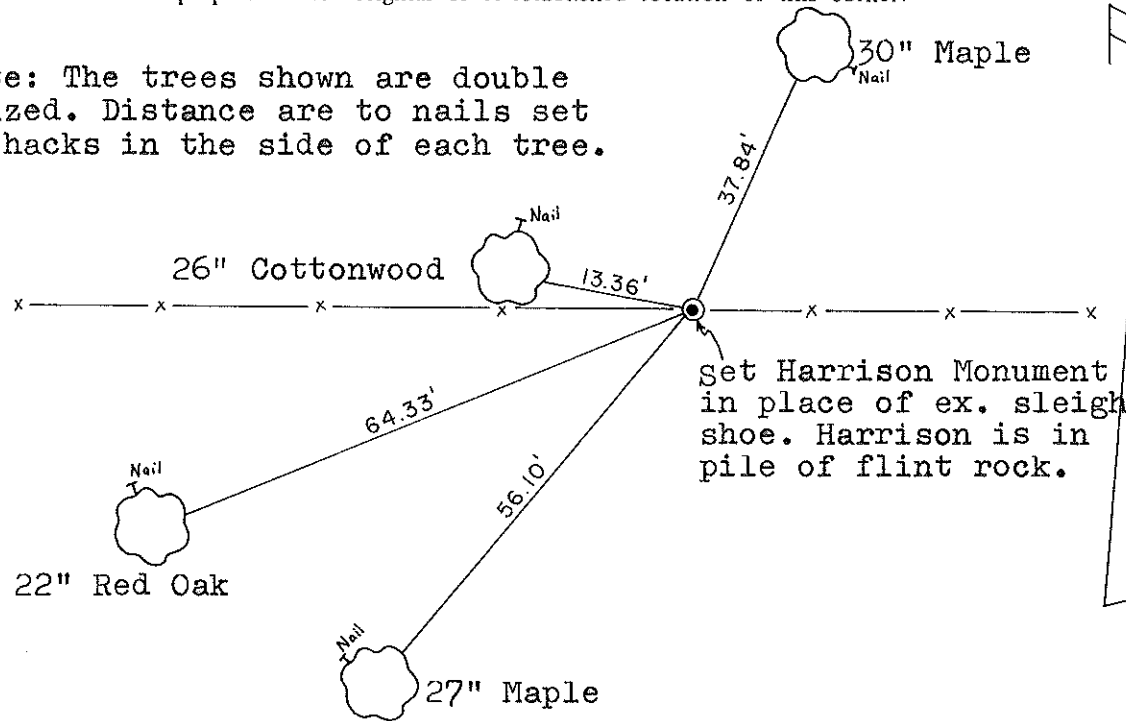 30" Maple
Nail
e: The trees shown are double
zed. Distance are to nails set
hacks in the side of each tree.
37.84'
Nail
26" Cottonwood
13.36'
x x x x x x x
Set Harrison Monument
in place of ex. sleigh
shoe. Harrison is in
pile of flint rock.
64.33'
Nail
56.10'
22" Red Oak
Nail
27" Maple